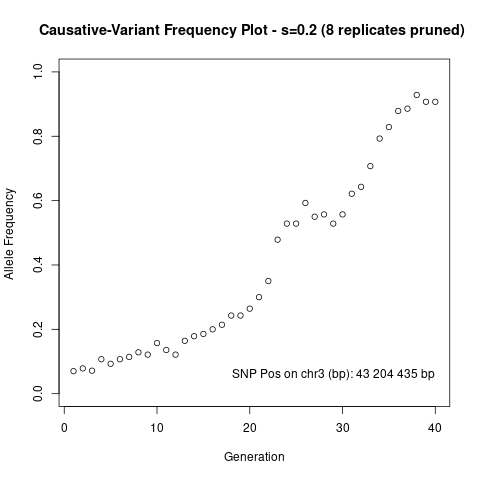 Causative-Variant Frequency Plot - s=0.2 (8 replicates pruned)
1.0
0.8
0.6
0.4
0.2
0.0
Allele Frequency
SNP Pos on chr3 (bp): 43 204 435 bp
0 10 20 30 40
Generation